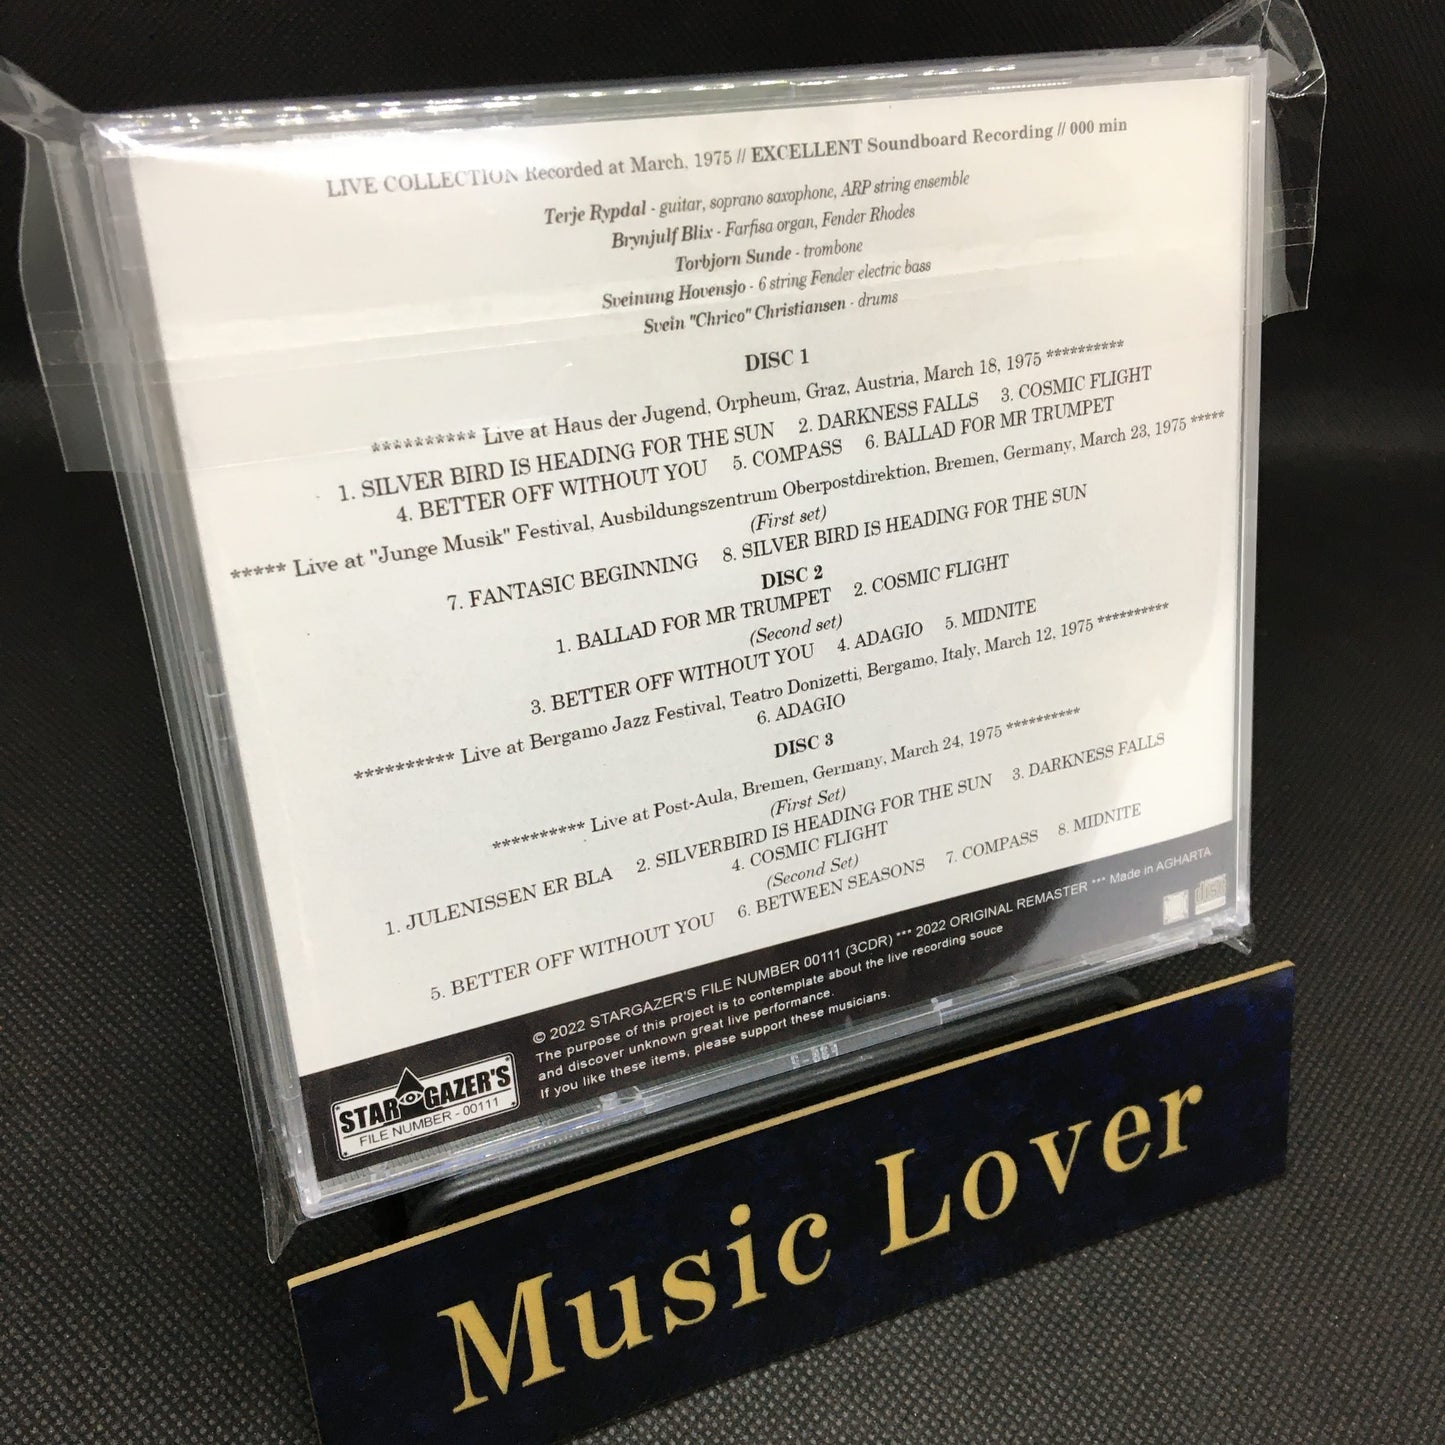 LIVE COLLECTION Recorded at March, 1975 // EXCELLENT Soundboard Recording // 000 min
Terje Rypdal - guitar, soprano saxophone, ARP string ensemble
Brynjulf Blix - Farfisa organ, Fender Rhodes
Torbjorn Sunde - trombone
Sveinung Hovensjo - 6 string Fender electric bass
Svein "Chrico" Christiansen - drums
DISC 1
********** Live at Haus der Jugend, Orpheum, Graz, Austria, March 18, 1975 **********
1. SILVER BIRD IS HEADING FOR THE SUN 2. DARKNESS FALLS 3. COSMIC FLIGHT
4. BETTER OFF WITHOUT YOU 5. COMPASS 6. BALLAD FOR MR TRUMPET
***** Live at "Junge Musik" Festival, Ausbildungszentrum Oberpostdirektion, Bremen, Germany, March 23, 1975 *****
(First set)
7. FANTASIC BEGINNING 8. SILVER BIRD IS HEADING FOR THE SUN
DISC 2
1. BALLAD FOR MR TRUMPET 2. COSMIC FLIGHT
(Second set)
3. BETTER OFF WITHOUT YOU 4. ADAGIO 5. MIDNITE
********** Live at Bergamo Jazz Festival, Teatro Donizetti, Bergamo, Italy, March 12, 1975 **********
6. ADAGIO
DISC 3
********** Live at Post-Aula, Bremen, Germany, March 24, 1975 **********
(First Set)
1. JULENISSEN ER BLA 2. SILVERBIRD IS HEADING FOR THE SUN 3. DARKNESS FALLS
4. COSMIC FLIGHT
(Second Set)
5. BETTER OFF WITHOUT YOU 6. BETWEEN SEASONS 7. COMPASS 8. MIDNITE
© 2022 STARGAZER'S FILE NUMBER 00111 (3CDR) *** 2022 ORIGINAL REMASTER *** Made in AGHARTA
The purpose of this project is to contemplate about the live recording souce
and discover unknown great live performance.
If you like these items, please support these musicians.
STARGAZER'S
FILE NUMBER - 00111
disc
Music Lover